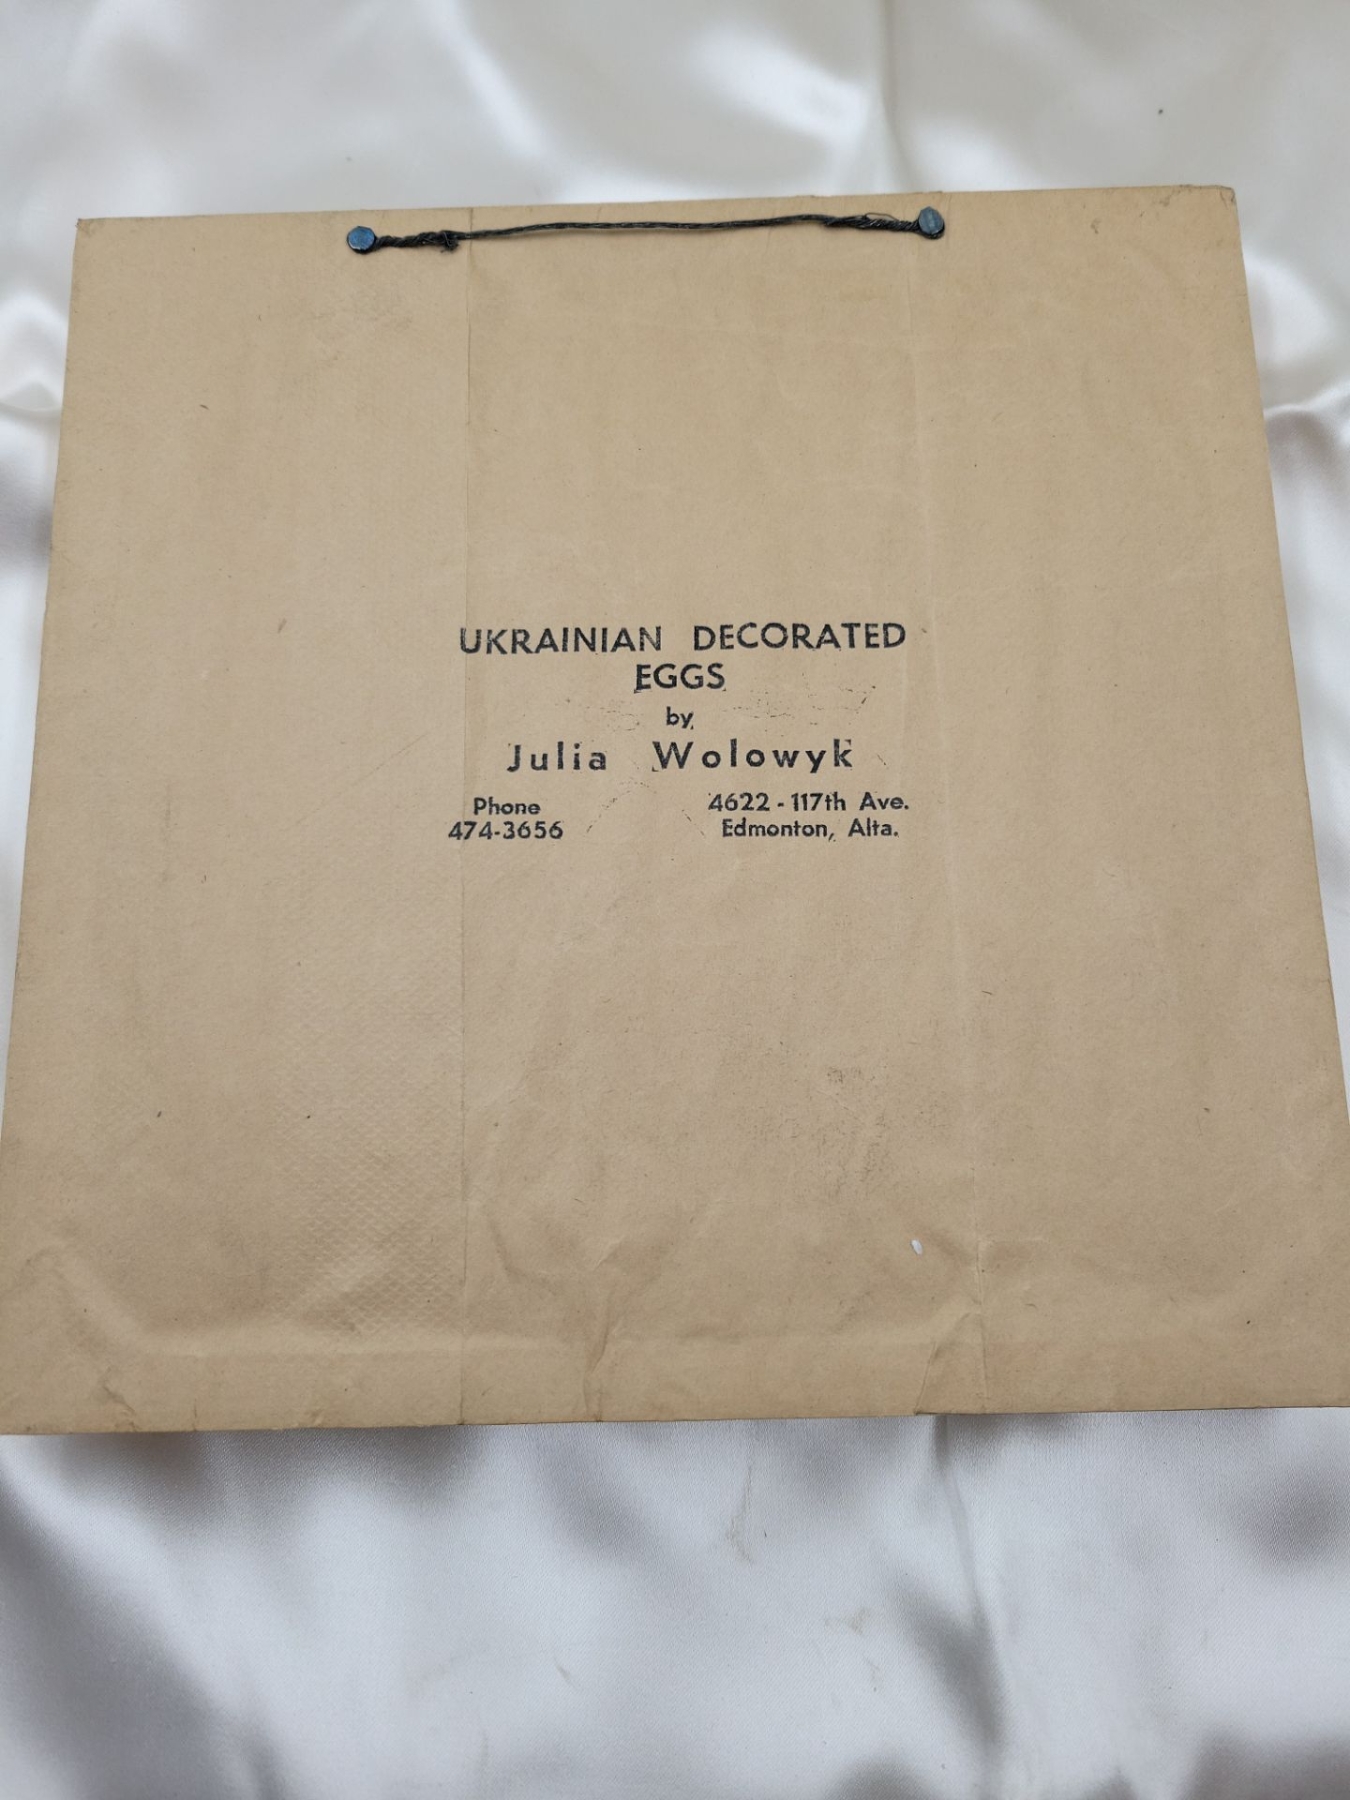 UKRAINIAN DECORATED
EGGS
by
Julia Wolowyk
Phone
474-3656
4622 - 117th Ave.
Edmonton, Alta.